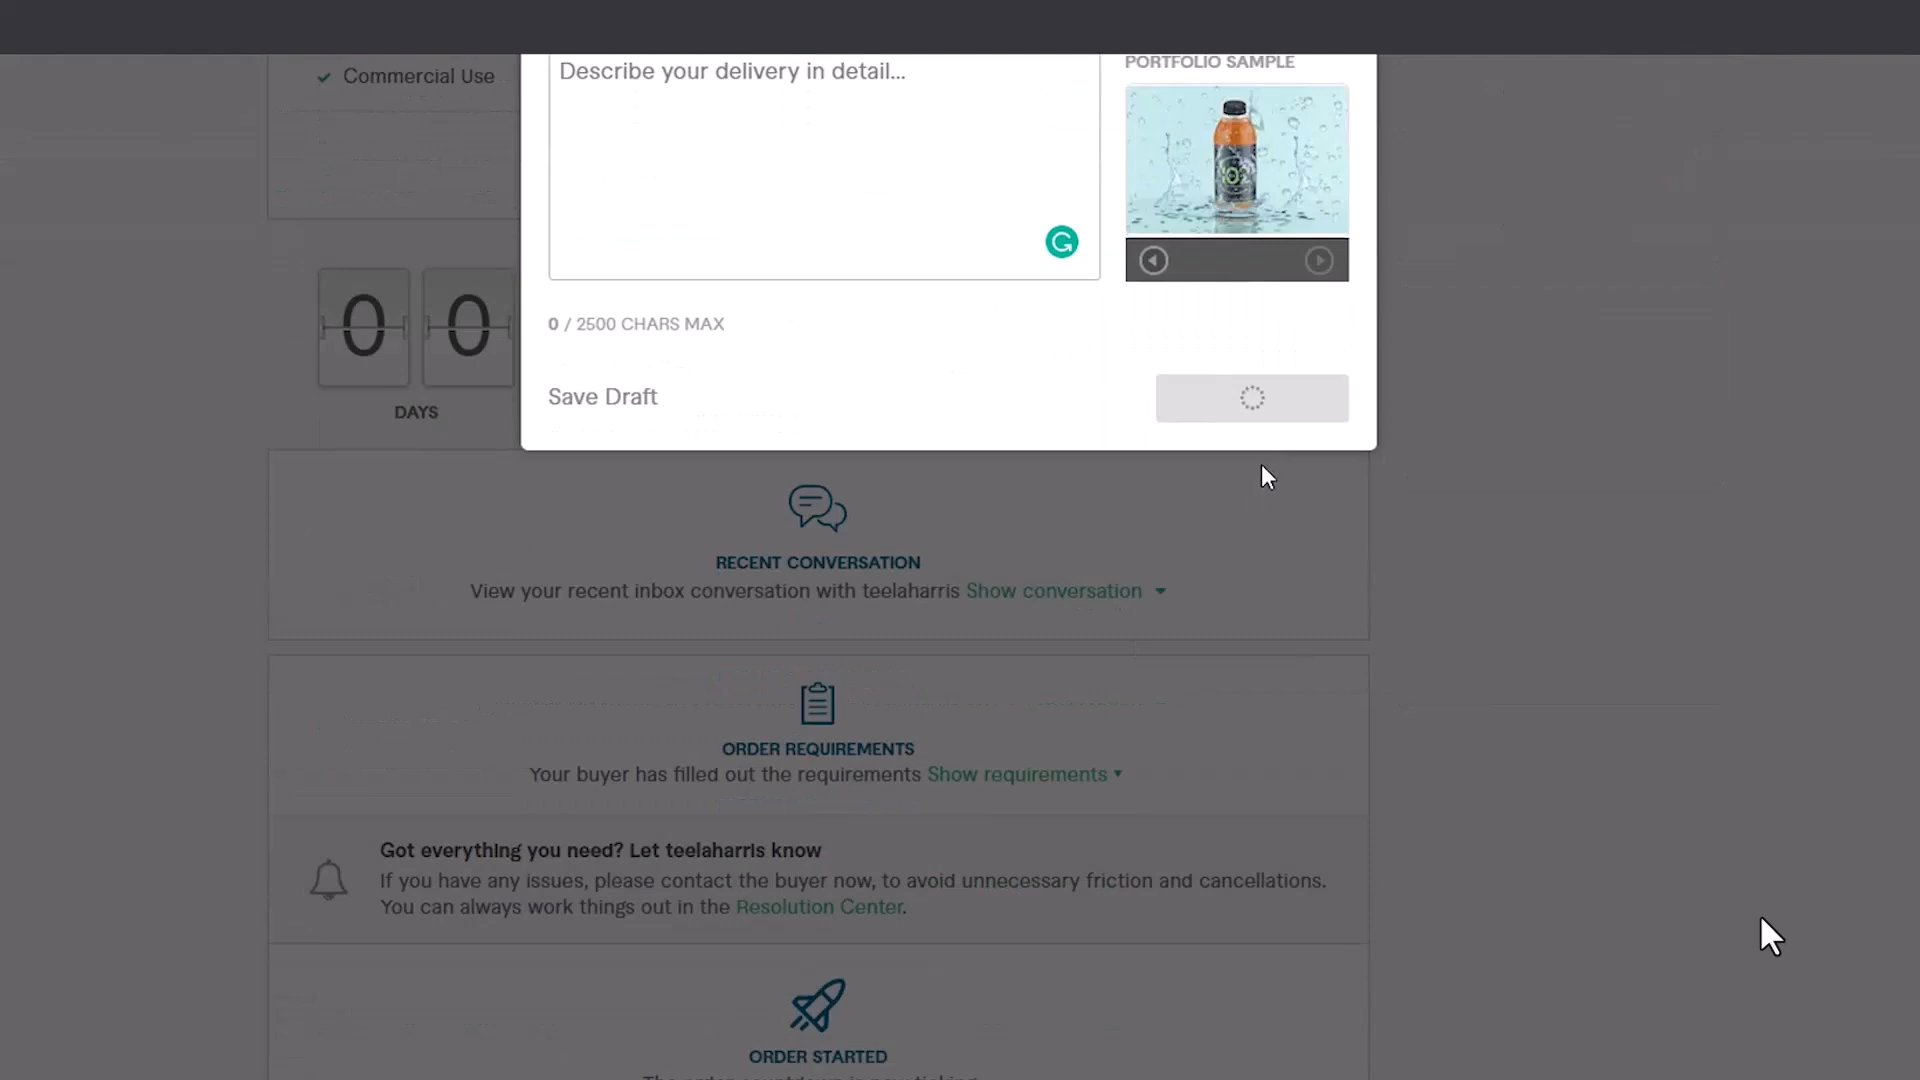 Commercial Use
Describe your delivery in detail...
PORTFOLIO SAMPLE
0 / 2500 CHARS MAX
Save Draft
0 0
DAYS
RECENT CONVERSATION
View your recent inbox conversation with teelaharris Show conversation
ORDER REQUIREMENTS
Your buyer has filled out the requirements Show requirements
Got everything you need? Let teelaharris know
If you have any issues, please contact the buyer now, to avoid unnecessary friction and cancellations.
You can always work things out in the Resolution Center.
ORDER STARTED